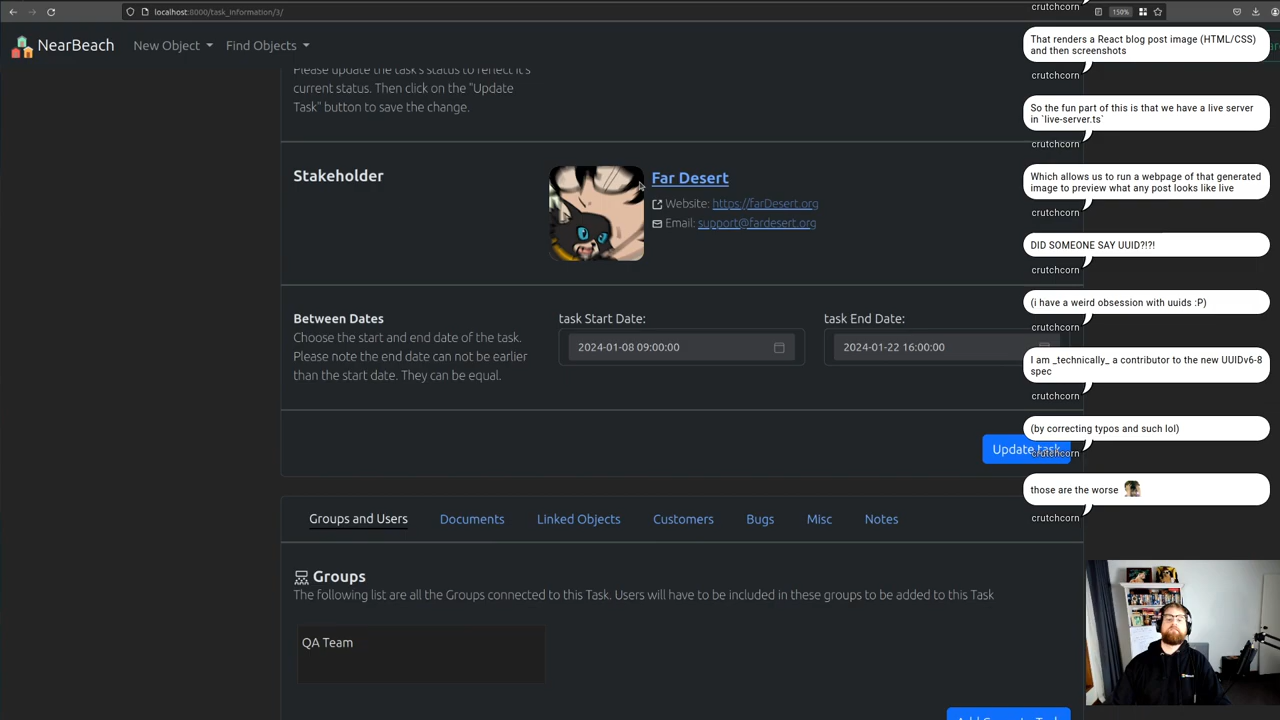 localhost:8000/task_information/3/
150%
NearBeach
New Object
Find Objects
Please update the task's status to reflect it's
current status. Then click on the "Update
Task" button to save the change.
Stakeholder
Far Desert
Website: https://farDesert.org
Email: support@fardesert.org
Between Dates
Choose the start and end date of the task.
Please note the end date can not be earlier
than the start date. They can be equal.
task Start Date:
2024-01-08 09:00:00
task End Date:
2024-01-22 16:00:00
Update task
Groups and Users
Documents
Linked Objects
Customers
Bugs
Misc
Notes
Groups
The following list are all the Groups connected to this Task. Users will have to be included in these groups to be added to this Task
QA Team
crutchcorn
That renders a React blog post image (HTML/CSS)
and then screenshots
crutchcorn
So the fun part of this is that we have a live server
in `live-server.ts`
crutchcorn
Which allows us to run a webpage of that generated
image to preview what any post looks like live
crutchcorn
DID SOMEONE SAY UUID?!?!
crutchcorn
(i have a weird obsession with uuids :P)
crutchcorn
I am _technically_ a contributor to the new UUIDv6-8
spec
crutchcorn
(by correcting typos and such lol)
crutchcorn
those are the worse
crutchcorn